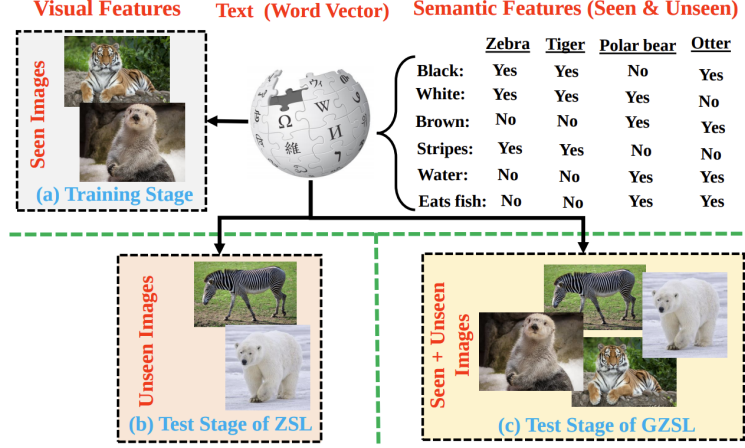 Visual Features
Text (Word Vector)
Semantic Features (Seen & Unseen)
Seen Images
(a) Training Stage
Ω
W
И
維
Zebra Tiger Polar bear Otter
Black: Yes Yes No Yes
White: Yes Yes Yes No
Brown: No No Yes Yes
Stripes: Yes Yes No No
Water: No No Yes Yes
Eats fish: No No Yes Yes
Unseen Images
(b) Test Stage of ZSL
Seen + Unseen
Images
(c) Test Stage of GZSL